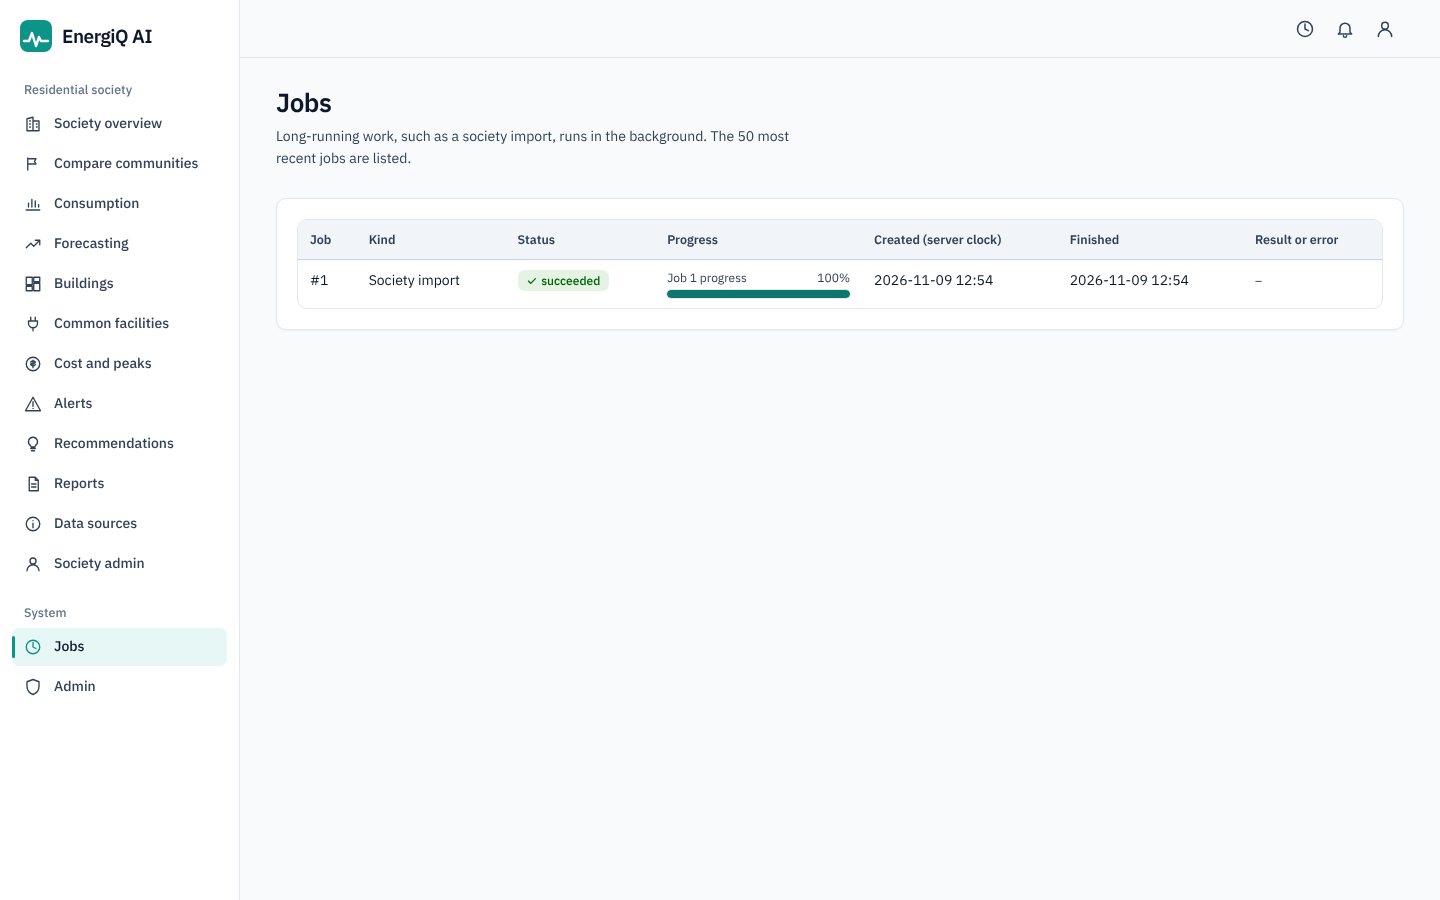 EnergiQ AI
Residential society
Society overview
Compare communities
Consumption
Forecasting
Buildings
Common facilities
Cost and peaks
Alerts
Recommendations
Reports
Data sources
Society admin
System
Jobs
Admin
Jobs
Long-running work, such as a society import, runs in the background. The 50 most
recent jobs are listed.
Job Kind Status Progress Created (server clock) Finished Result or error
#1 Society import succeeded Job 1 progress 100% 2026-11-09 12:54 2026-11-09 12:54 –